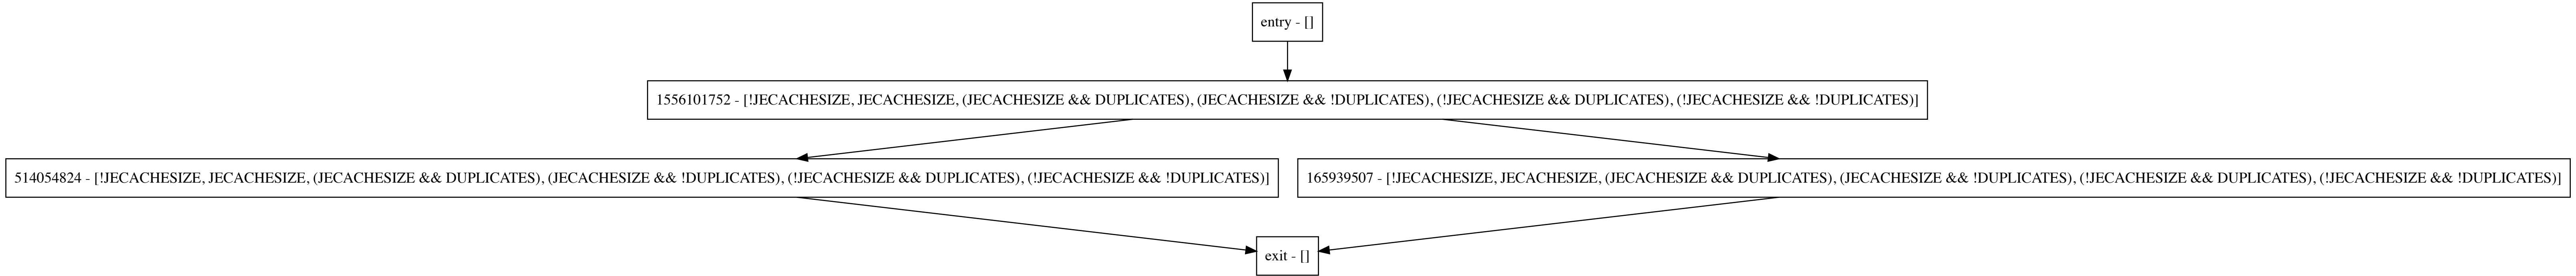 entry - []
1556101752 - [!JECACHESIZE, JECACHESIZE, (JECACHESIZE && DUPLICATES), (JECACHESIZE && !DUPLICATES), (!JECACHESIZE && DUPLICATES), (!JECACHESIZE && !DUPLICATES)]
514054824 - [!JECACHESIZE, JECACHESIZE, (JECACHESIZE && DUPLICATES), (JECACHESIZE && !DUPLICATES), (!JECACHESIZE && DUPLICATES), (!JECACHESIZE && !DUPLICATES)]
165939507 - [!JECACHESIZE, JECACHESIZE, (JECACHESIZE && DUPLICATES), (JECACHESIZE && !DUPLICATES), (!JECACHESIZE && DUPLICATES), (!JECACHESIZE && !DUPLICATES)]
exit - []